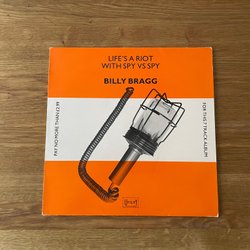 LIFE'S A RIOT
WITH SPY VS SPY
BILLY BRAGG
PAY NO MORE THAN £2.99
FOR THIS 7 TRACK ALBUM